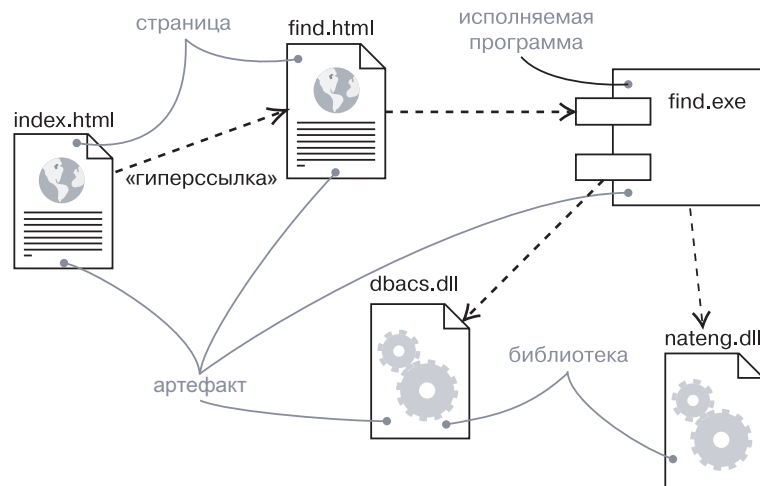 страница
find.html
исполняемая
программа
find.exe
index.html
«гиперссылка»
dbacs.dll
nateng.dll
библиотека
артефакт